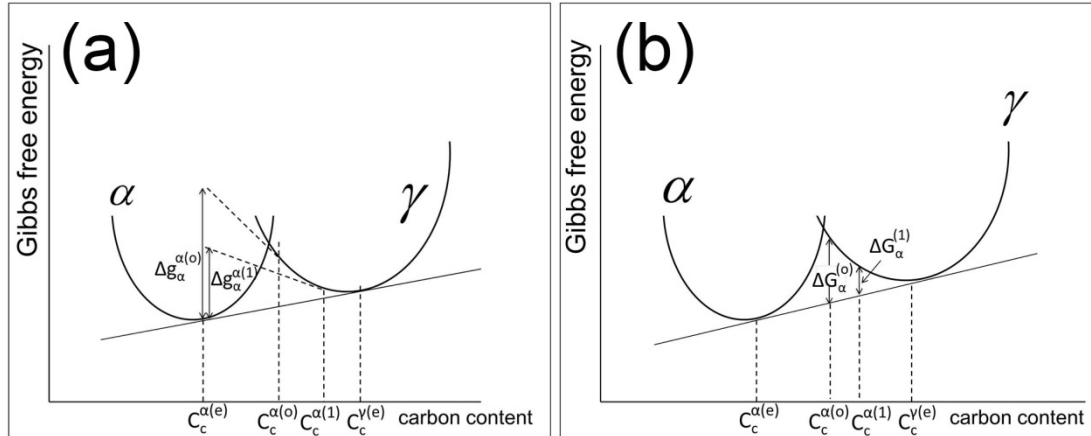 (a)
Gibbs free energy
α
γ
Δg_α^{α(o)}
Δg_α^{α(1)}
C_c^{α(e)}
C_c^{α(o)}
C_c^{α(1)}
C_c^{γ(e)}
carbon content
(b)
Gibbs free energy
α
γ
ΔG_α^{(o)}
ΔG_α^{(1)}
C_c^{α(e)}
C_c^{α(o)}
C_c^{α(1)}
C_c^{γ(e)}
carbon content